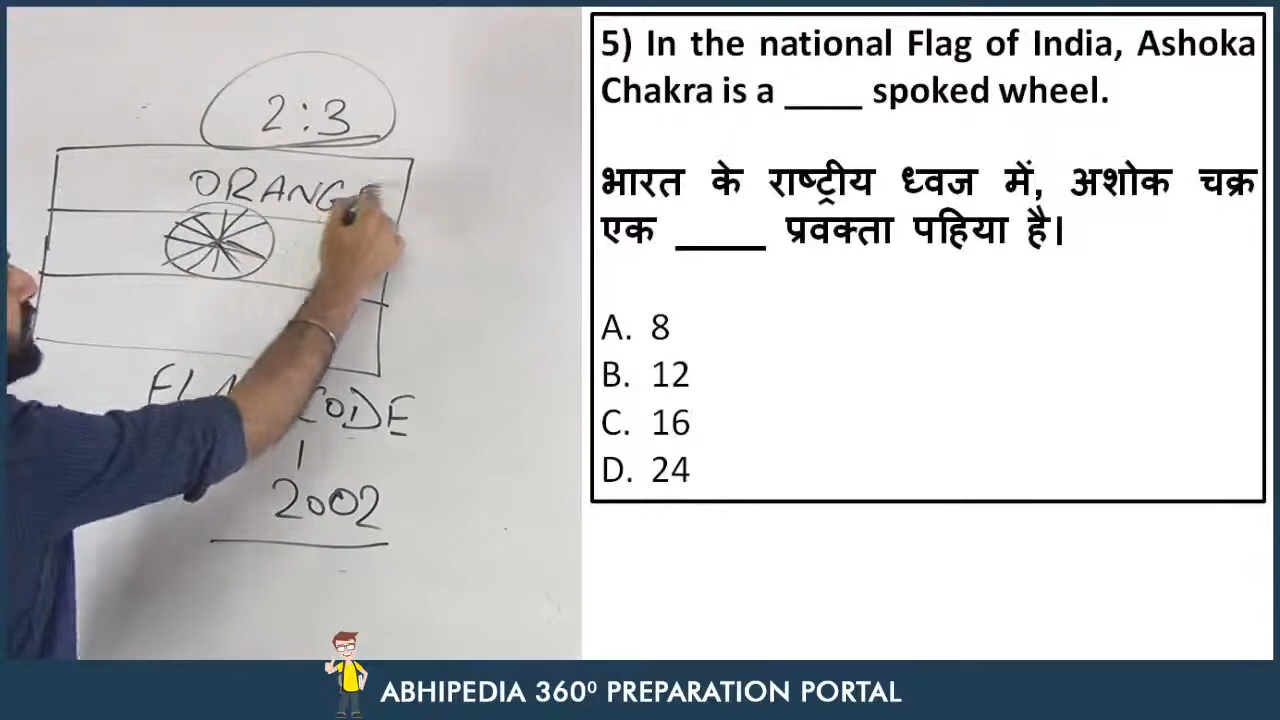 2:3
ORANG
CODE
2002
5) In the national Flag of India, Ashoka
Chakra is a ____ spoked wheel.
भारत के राष्ट्रीय ध्वज में, अशोक चक्र
एक ____ प्रवक्ता पहिया है।
A. 8
B. 12
C. 16
D. 24
ABHIPEDIA 360⁰ PREPARATION PORTAL